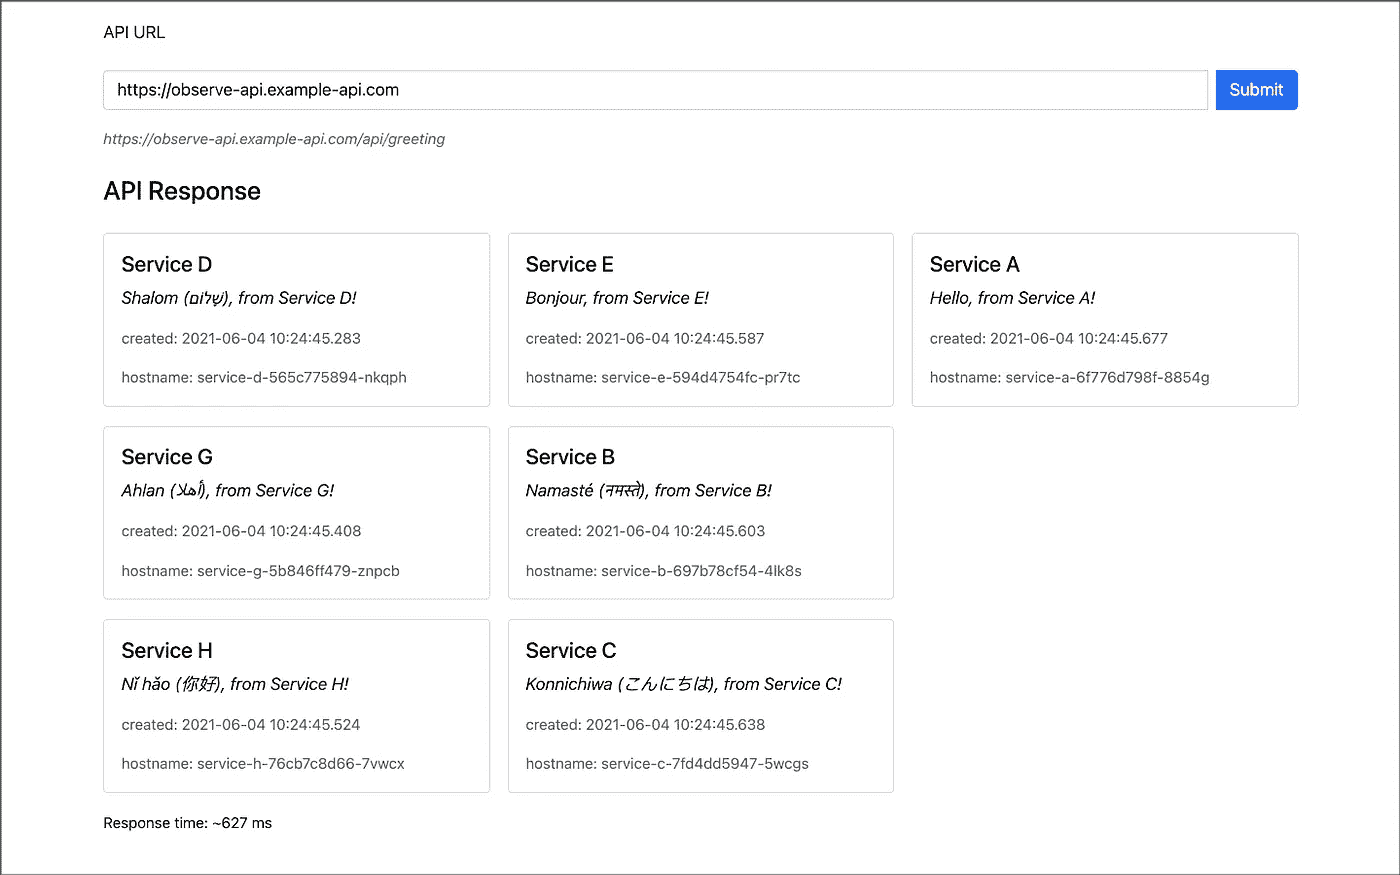 API URL
https://observe-api.example-api.com
Submit
https://observe-api.example-api.com/api/greeting
API Response
Service D
Shalom (שָׁלוֹם), from Service D!
created: 2021-06-04 10:24:45.283
hostname: service-d-565c775894-nkqph
Service E
Bonjour, from Service E!
created: 2021-06-04 10:24:45.587
hostname: service-e-594d4754fc-pr7tc
Service A
Hello, from Service A!
created: 2021-06-04 10:24:45.677
hostname: service-a-6f776d798f-8854g
Service G
Ahlan (أهلا), from Service G!
created: 2021-06-04 10:24:45.408
hostname: service-g-5b846ff479-znpcb
Service B
Namasté (नमस्ते), from Service B!
created: 2021-06-04 10:24:45.603
hostname: service-b-697b78cf54-4lk8s
Service H
Nǐ hǎo (你好), from Service H!
created: 2021-06-04 10:24:45.524
hostname: service-h-76cb7c8d66-7vwcx
Service C
Konnichiwa (こんにちは), from Service C!
created: 2021-06-04 10:24:45.638
hostname: service-c-7fd4dd5947-5wcgs
Response time: ~627 ms